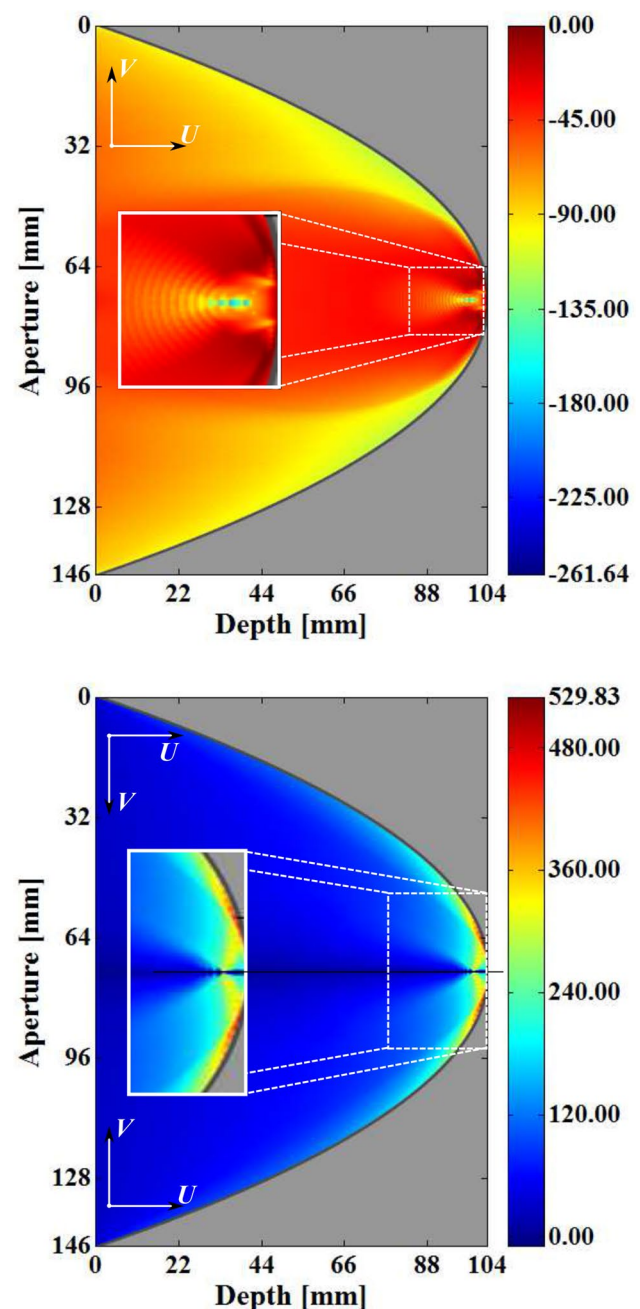 0
32
64
96
128
146
Aperture [mm]
0 22 44 66 88 104
Depth [mm]
V
U
0.00
-45.00
-90.00
-135.00
-180.00
-225.00
-261.64
0
32
64
96
128
146
Aperture [mm]
0 22 44 66 88 104
Depth [mm]
U
V
V
U
529.83
480.00
360.00
240.00
120.00
0.00